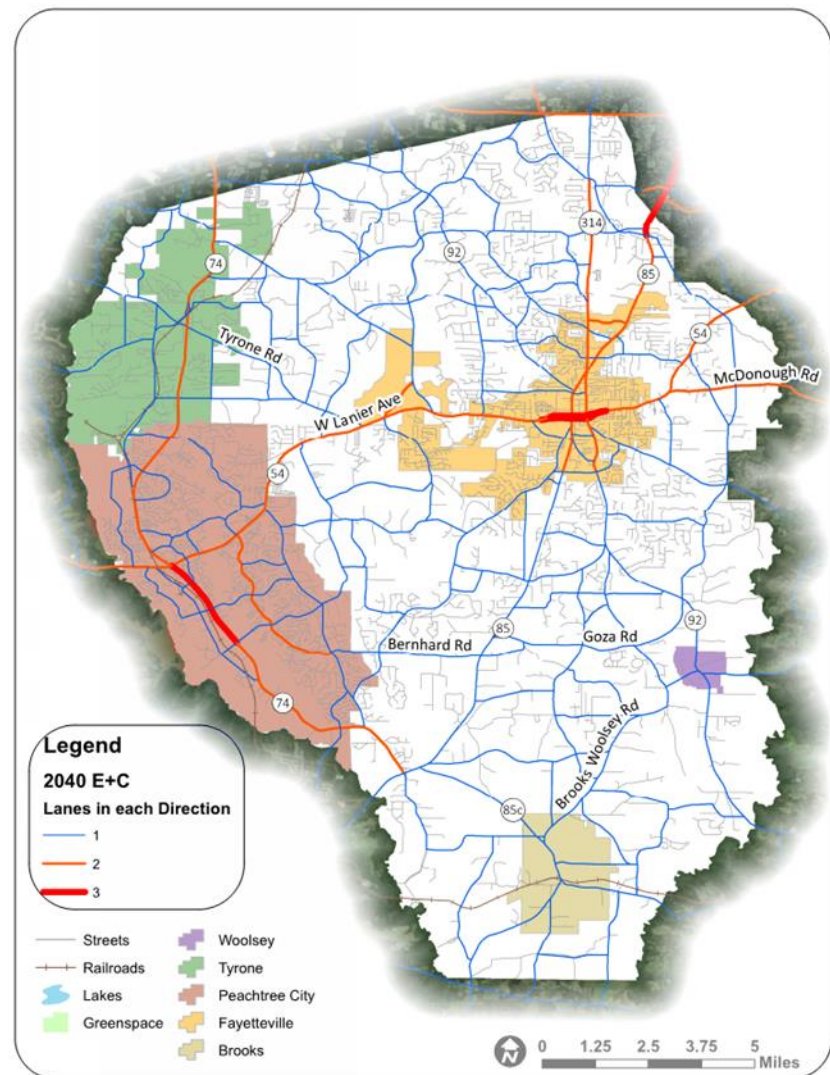 314
74
92
85
54
Tyrone Rd
McDonough Rd
W Lanier Ave
54
85
92
Bernhard Rd
Goza Rd
74
Brooks Woolsey Rd
85c
Legend
2040 E+C
Lanes in each Direction
1
2
3
Streets
Railroads
Lakes
Greenspace
Woolsey
Tyrone
Peachtree City
Fayetteville
Brooks
N
0 1.25 2.5 3.75 5
Miles